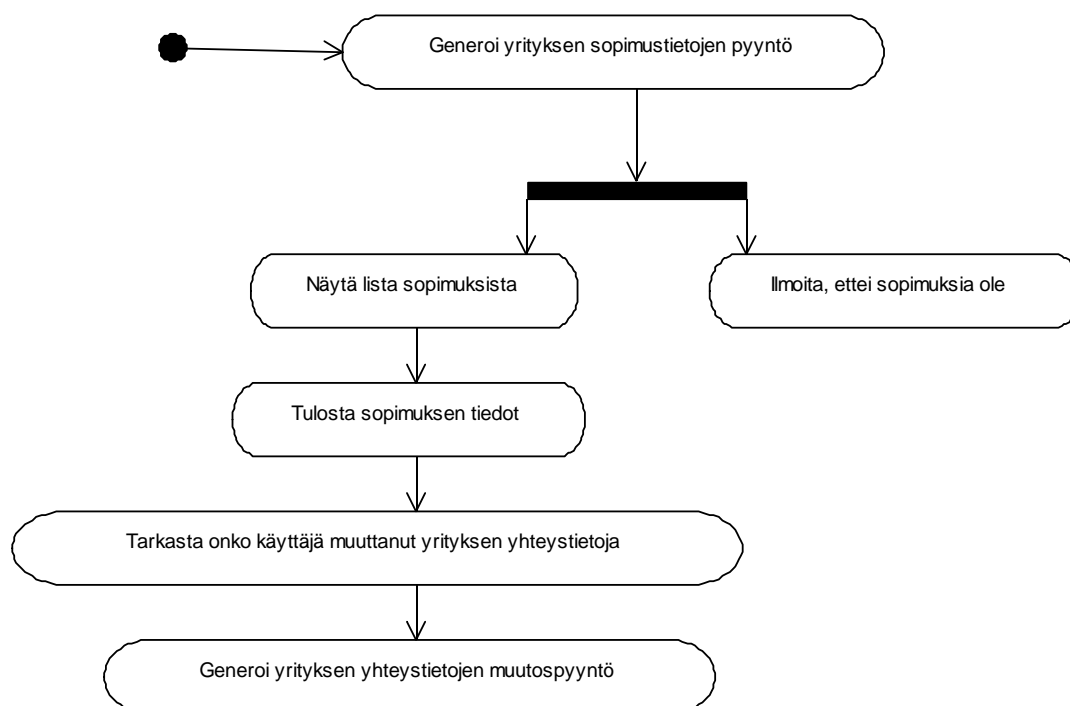 Generoi yrityksen sopimustietojen pyyntö
Näytä lista sopimuksista
Ilmoita, ettei sopimuksia ole
Tulosta sopimuksen tiedot
Tarkasta onko käyttäjä muuttanut yrityksen yhteystietoja
Generoi yrityksen yhteystietojen muutospyyntö